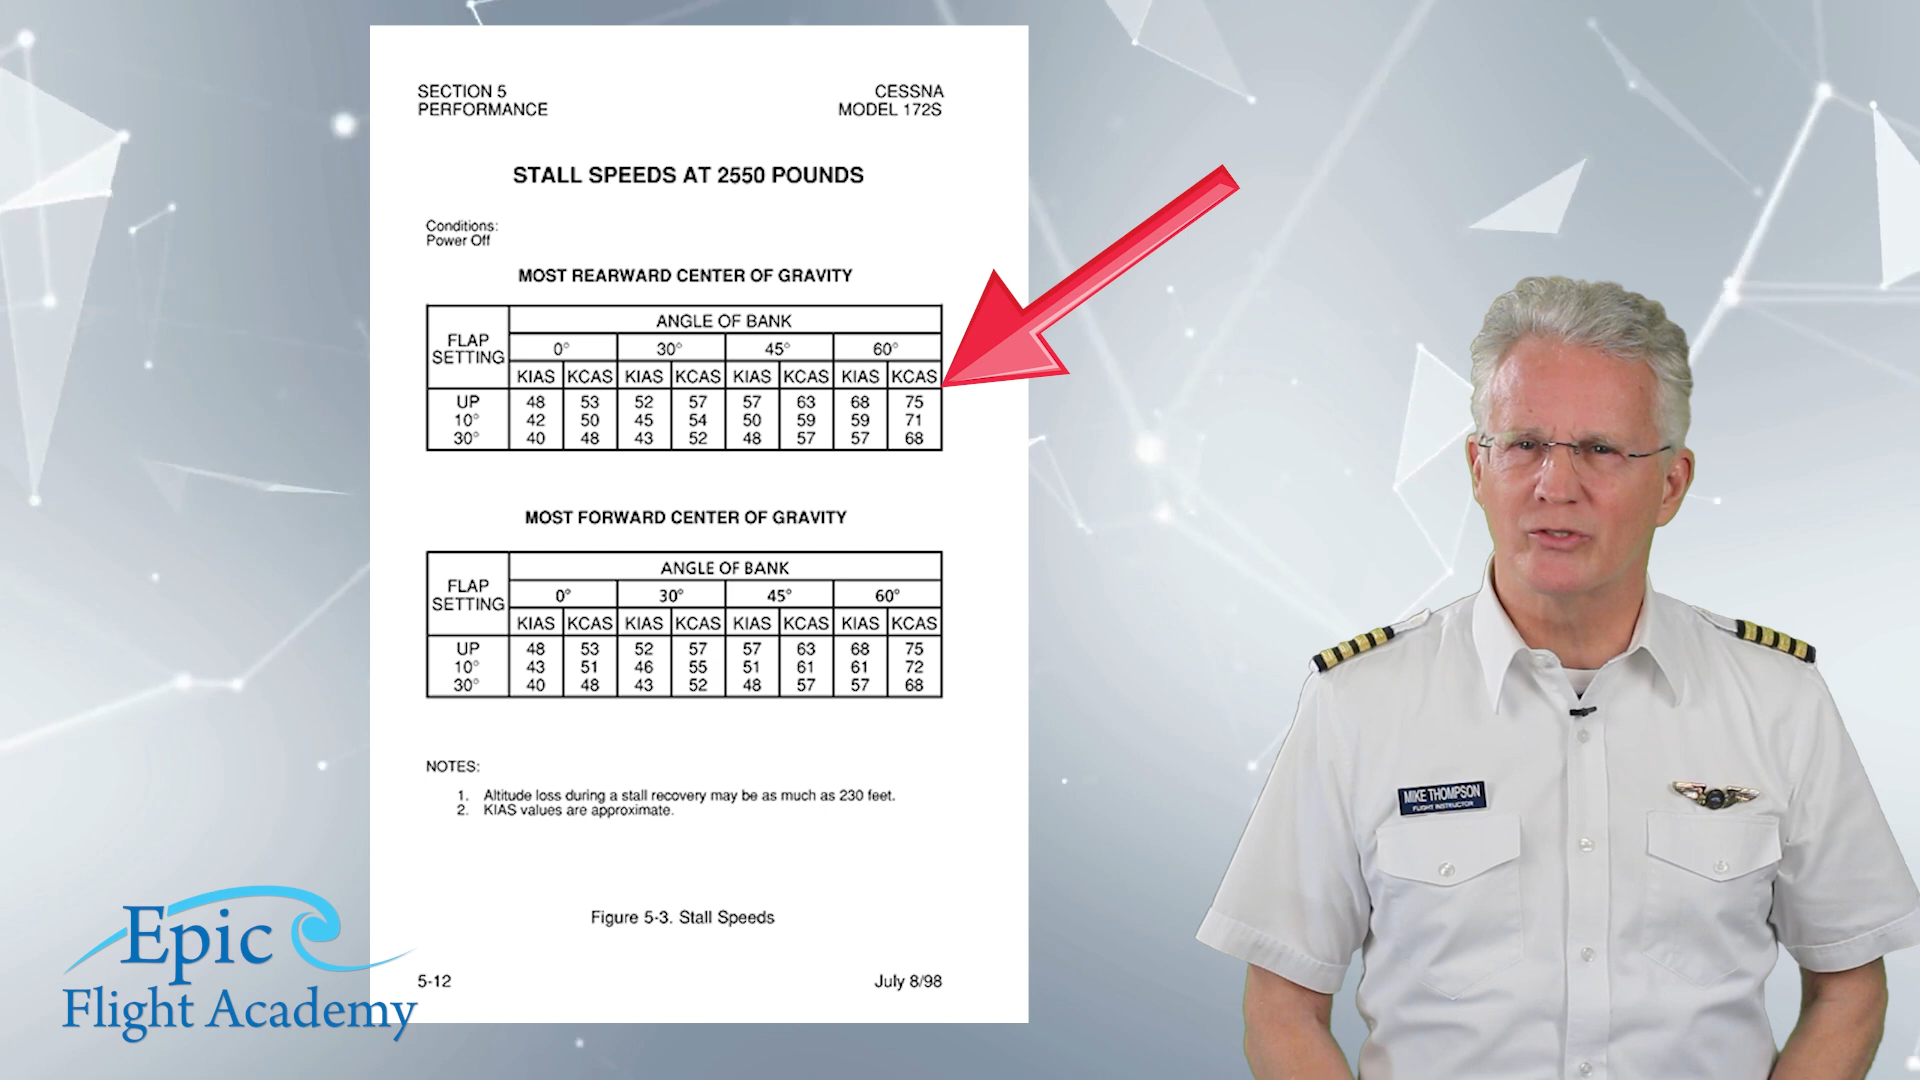 SECTION 5
PERFORMANCE
CESSNA
MODEL 172S
STALL SPEEDS AT 2550 POUNDS
Conditions:
Power Off
MOST REARWARD CENTER OF GRAVITY
FLAP SETTING
ANGLE OF BANK
0° 30° 45° 60°
KIAS KCAS KIAS KCAS KIAS KCAS KIAS KCAS
UP 48 53 52 57 57 63 68 75
10° 42 50 45 54 50 59 59 71
30° 40 48 43 52 48 57 57 68
MOST FORWARD CENTER OF GRAVITY
FLAP SETTING
ANGLE OF BANK
0° 30° 45° 60°
KIAS KCAS KIAS KCAS KIAS KCAS KIAS KCAS
UP 48 53 52 57 57 63 68 75
10° 43 51 46 55 51 61 61 72
30° 40 48 43 52 48 57 57 68
NOTES:
1. Altitude loss during a stall recovery may be as much as 230 feet.
2. KIAS values are approximate.
Figure 5-3. Stall Speeds
5-12
July 8/98
Epic
Flight Academy
MIKE THOMPSON
FLIGHT INSTRUCTOR